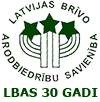 LATVIJAS BRĪVO
ARODBIEDRĪBU SAVIENĪBA
LBAS 30 GADI